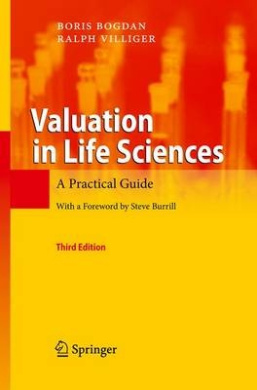 BORIS BOGDAN
RALPH VILLIGER
Valuation
in Life Sciences
A Practical Guide
With a Foreword by Steve Burrill
Third Edition
Springer